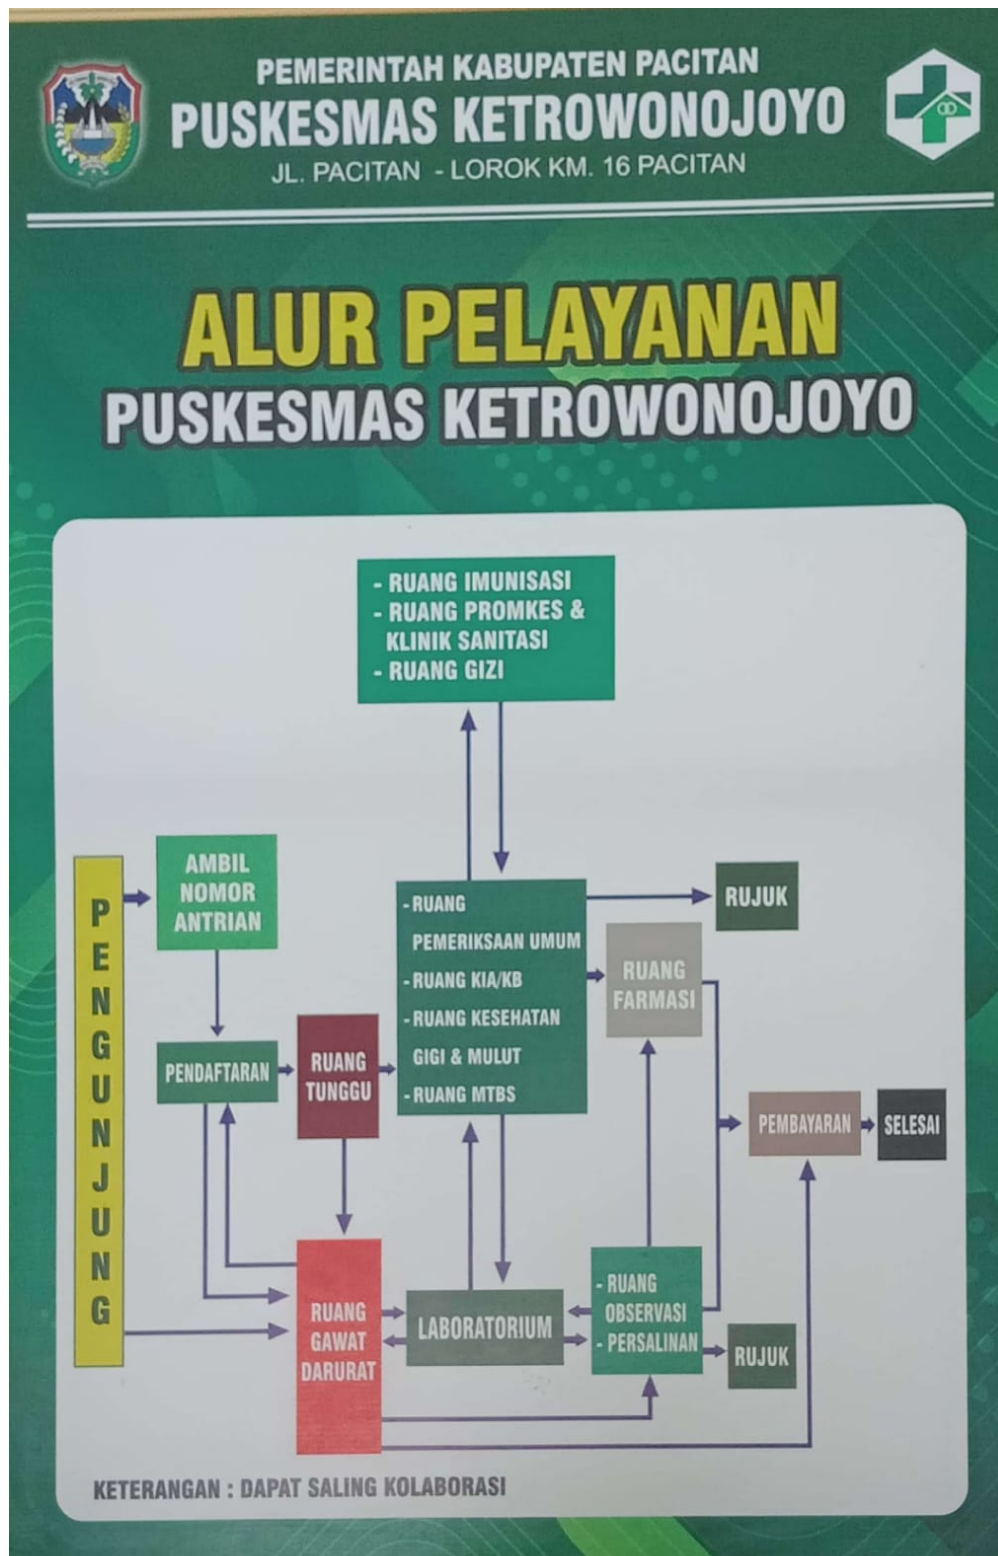 PEMERINTAH KABUPATEN PACITAN
PUSKESMAS KETROWONOJOYO
JL. PACITAN - LOROK KM. 16 PACITAN
ALUR PELAYANAN
PUSKESMAS KETROWONOJOYO
- RUANG IMUNISASI
- RUANG PROMKES &
KLINIK SANITASI
- RUANG GIZI
PENGUNJUNG
AMBIL
NOMOR
ANTRIAN
PENDAFTARAN
RUANG
TUNGGU
- RUANG
PEMERIKSAAN UMUM
- RUANG KIA/KB
- RUANG KESEHATAN
GIGI & MULUT
- RUANG MTBS
RUJUK
RUANG
FARMASI
PEMBAYARAN
SELESAI
RUANG
GAWAT
DARURAT
LABORATORIUM
- RUANG
OBSERVASI
- PERSALINAN
RUJUK
KETERANGAN : DAPAT SALING KOLABORASI